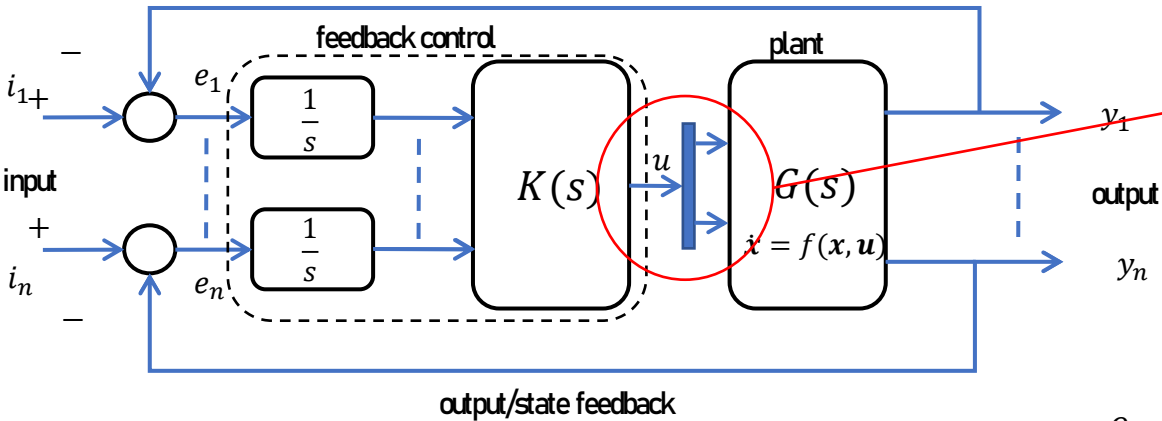 feedback control
plant
−
i₁
+
e₁
1
s
y₁
input
K(s)
u
G(s)
output
+
1
s
ẋ = f(x, u)
iₙ
eₙ
yₙ
−
output/state feedback